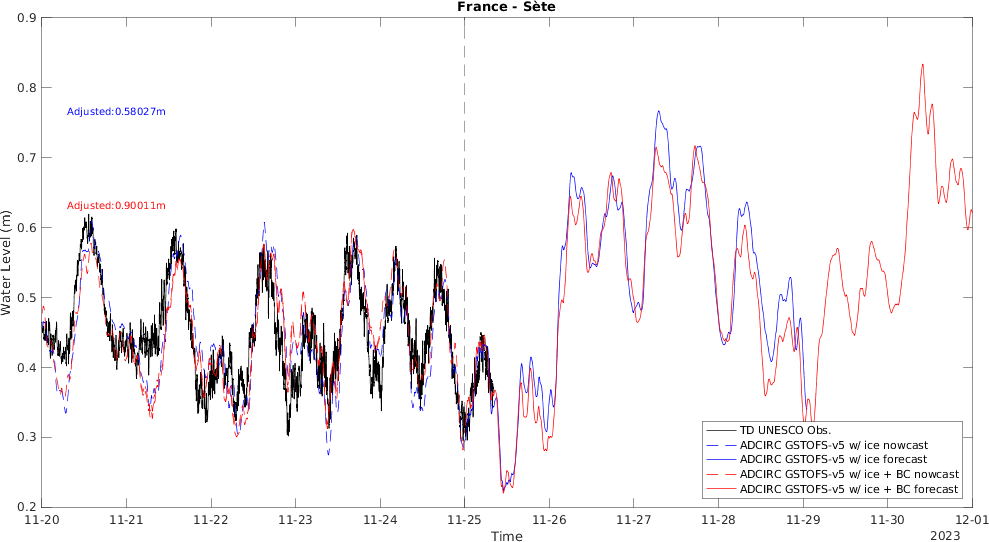 France - Sète
0.9
0.8
0.7
0.6
0.5
0.4
0.3
0.2
Water Level (m)
Adjusted:0.58027m
Adjusted:0.90011m
TD UNESCO Obs.
ADCIRC GSTOFS-v5 w/ ice nowcast
ADCIRC GSTOFS-v5 w/ ice forecast
ADCIRC GSTOFS-v5 w/ ice + BC nowcast
ADCIRC GSTOFS-v5 w/ ice + BC forecast
11-20 11-21 11-22 11-23 11-24 11-25 11-26 11-27 11-28 11-29 11-30 12-01
Time
2023